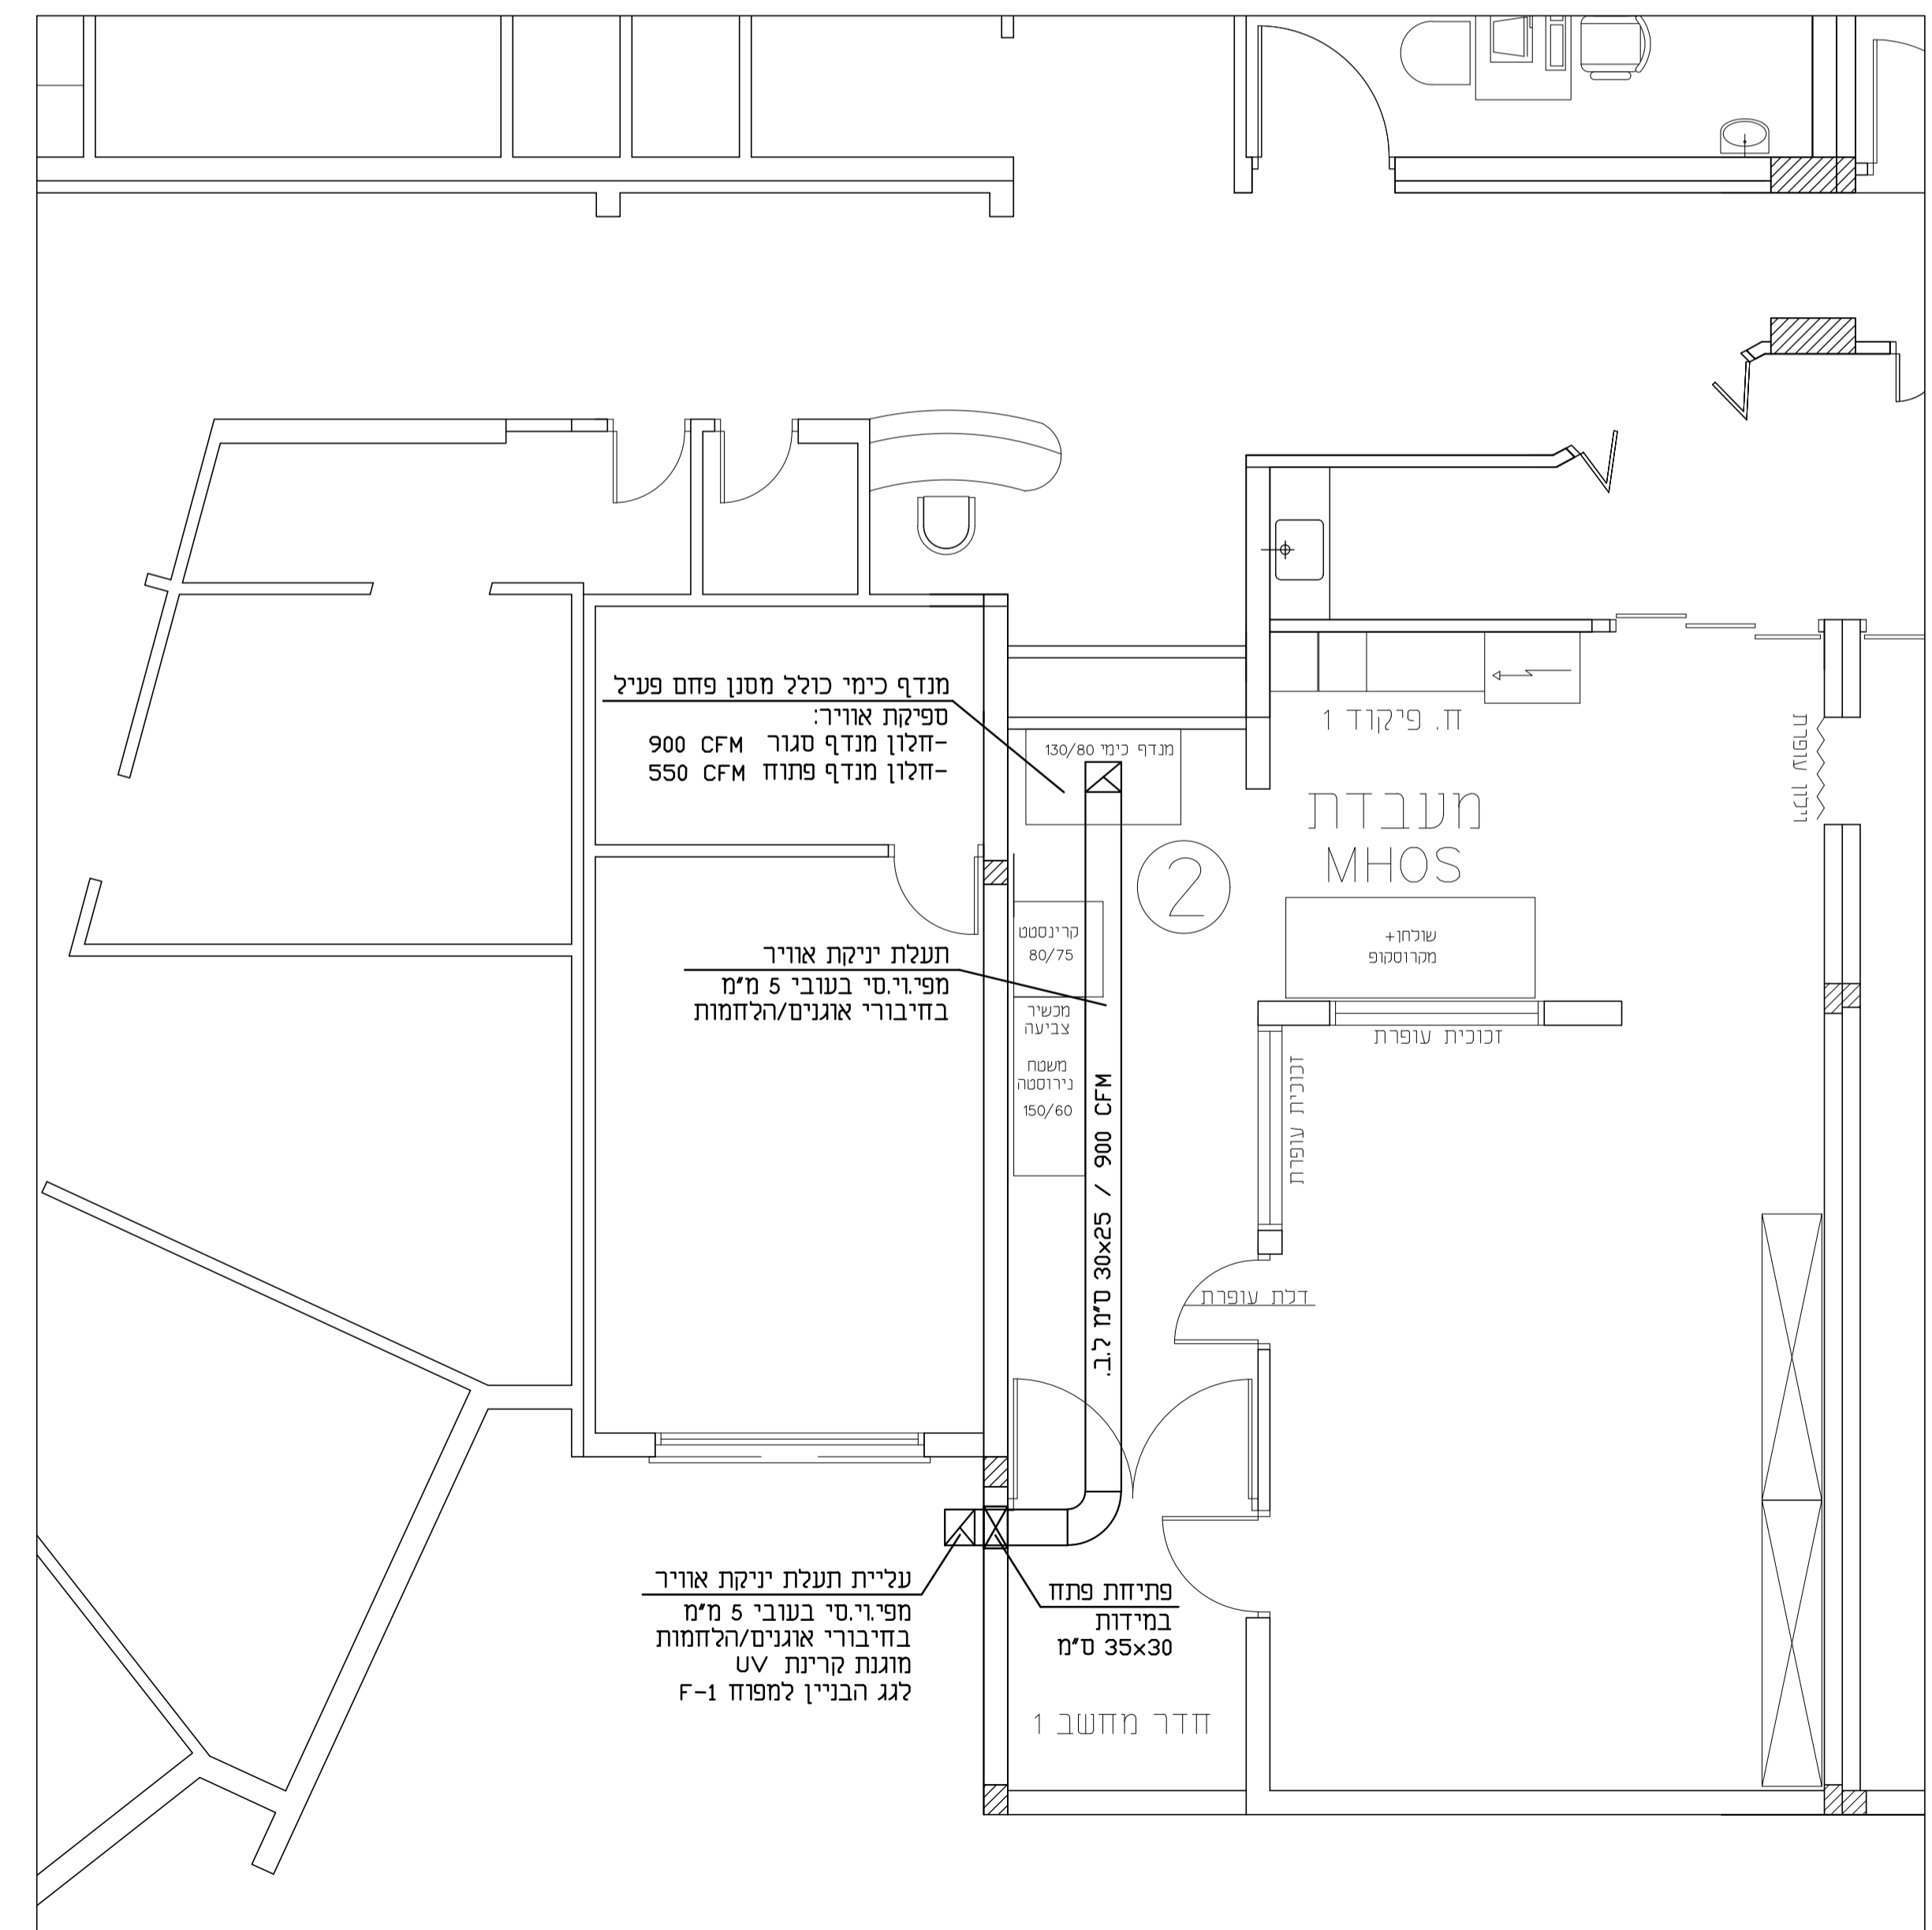 מנדף כימי כולל מסנן פחם פעיל
ספיקת אוויר:
-חלון מנדף סגור 900 CFM
-חלון מנדף פתוח 550 CFM
מנדף כימי 130/80
ח. פיקוד 1
וילון עופרת
מעבדת
MHOS
2
שולחן+
מקרוסקופ
זכוכית עופרת
זכוכית עופרת
קרינסטט
80/75
מכשיר
צביעה
משטח
נירוסטה
150/60
תעלת יניקת אוויר
מפי.וי.סי בעובי 5 מ"מ
בחיבורי אוגנים/הלחמות
30x25 ס"מ ל.ב. / 900 CFM
דלת עופרת
עליית תעלת יניקת אוויר
מפי.וי.סי בעובי 5 מ"מ
בחיבורי אוגנים/הלחמות
מוגנת קרינת UV
לגג הבניין למפוח F-1
פתיחת פתח
במידות
35x30 ס"מ
חדר מחשב 1